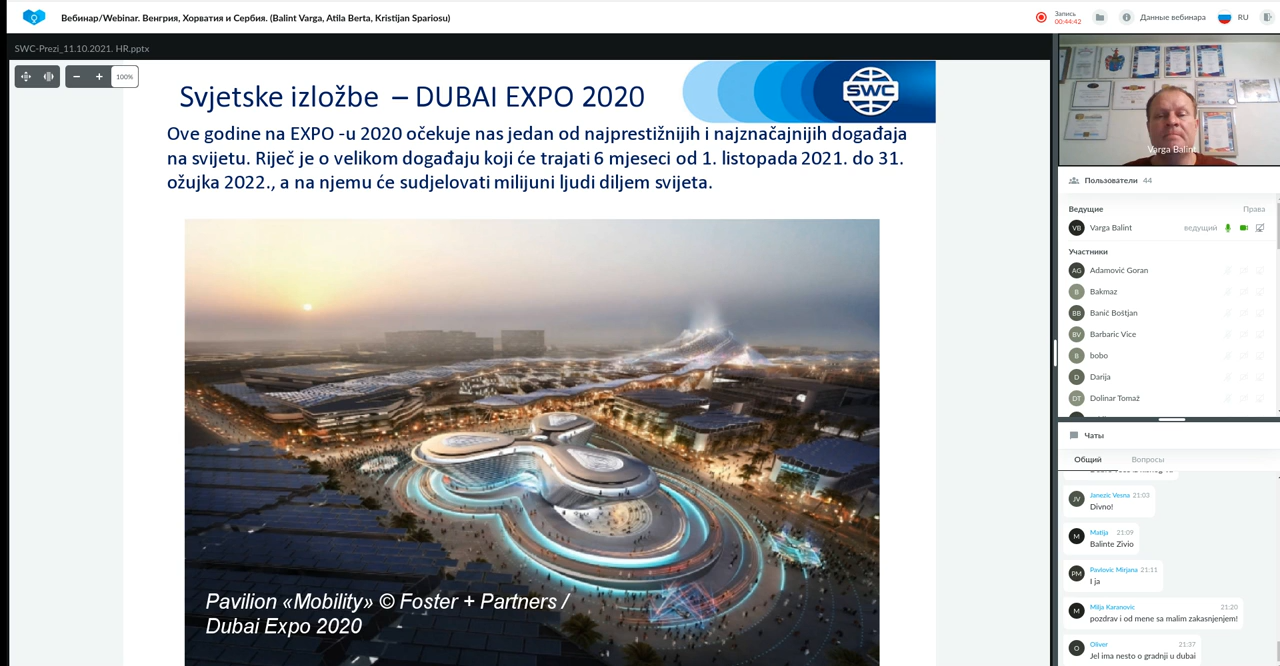 Вебинар/Webinar. Венгрия, Хорватия и Сербия. (Balint Varga, Atila Berta, Kristijan Spariosu)
Запись
00:44:42
Данные вебинара
RU
SWC-Prezi_11.10.2021. HR.pptx
100%
Svjetske izložbe – DUBAI EXPO 2020
SWC
Ove godine na EXPO -u 2020 očekuje nas jedan od najprestižnijih i najznačajnijih događaja
na svijetu. Riječ je o velikom događaju koji će trajati 6 mjeseci od 1. listopada 2021. do 31.
ožujka 2022., a na njemu će sudjelovati milijuni ljudi diljem svijeta.
Pavilion «Mobility» © Foster + Partners /
Dubai Expo 2020
Varga Balint
Пользователи 44
Ведущие Права
VB Varga Balint ведущий
Участники
AG Adamović Goran
B Bakmaz
BB Banič Boštjan
BV Barbaric Vice
B bobo
D Darija
DT Dolinar Tomaž
Чаты
Общий Вопросы
JV Janezic Vesna 21:03
Divno!
M Matija 21:09
Balinte Zivio
PM Pavlovic Mirjana 21:11
I ja
M Milja Karanovic 21:20
pozdrav i od mene sa malim zakasnjenjem!
O Oliver 21:37
Jel ima nesto o gradnji u dubai